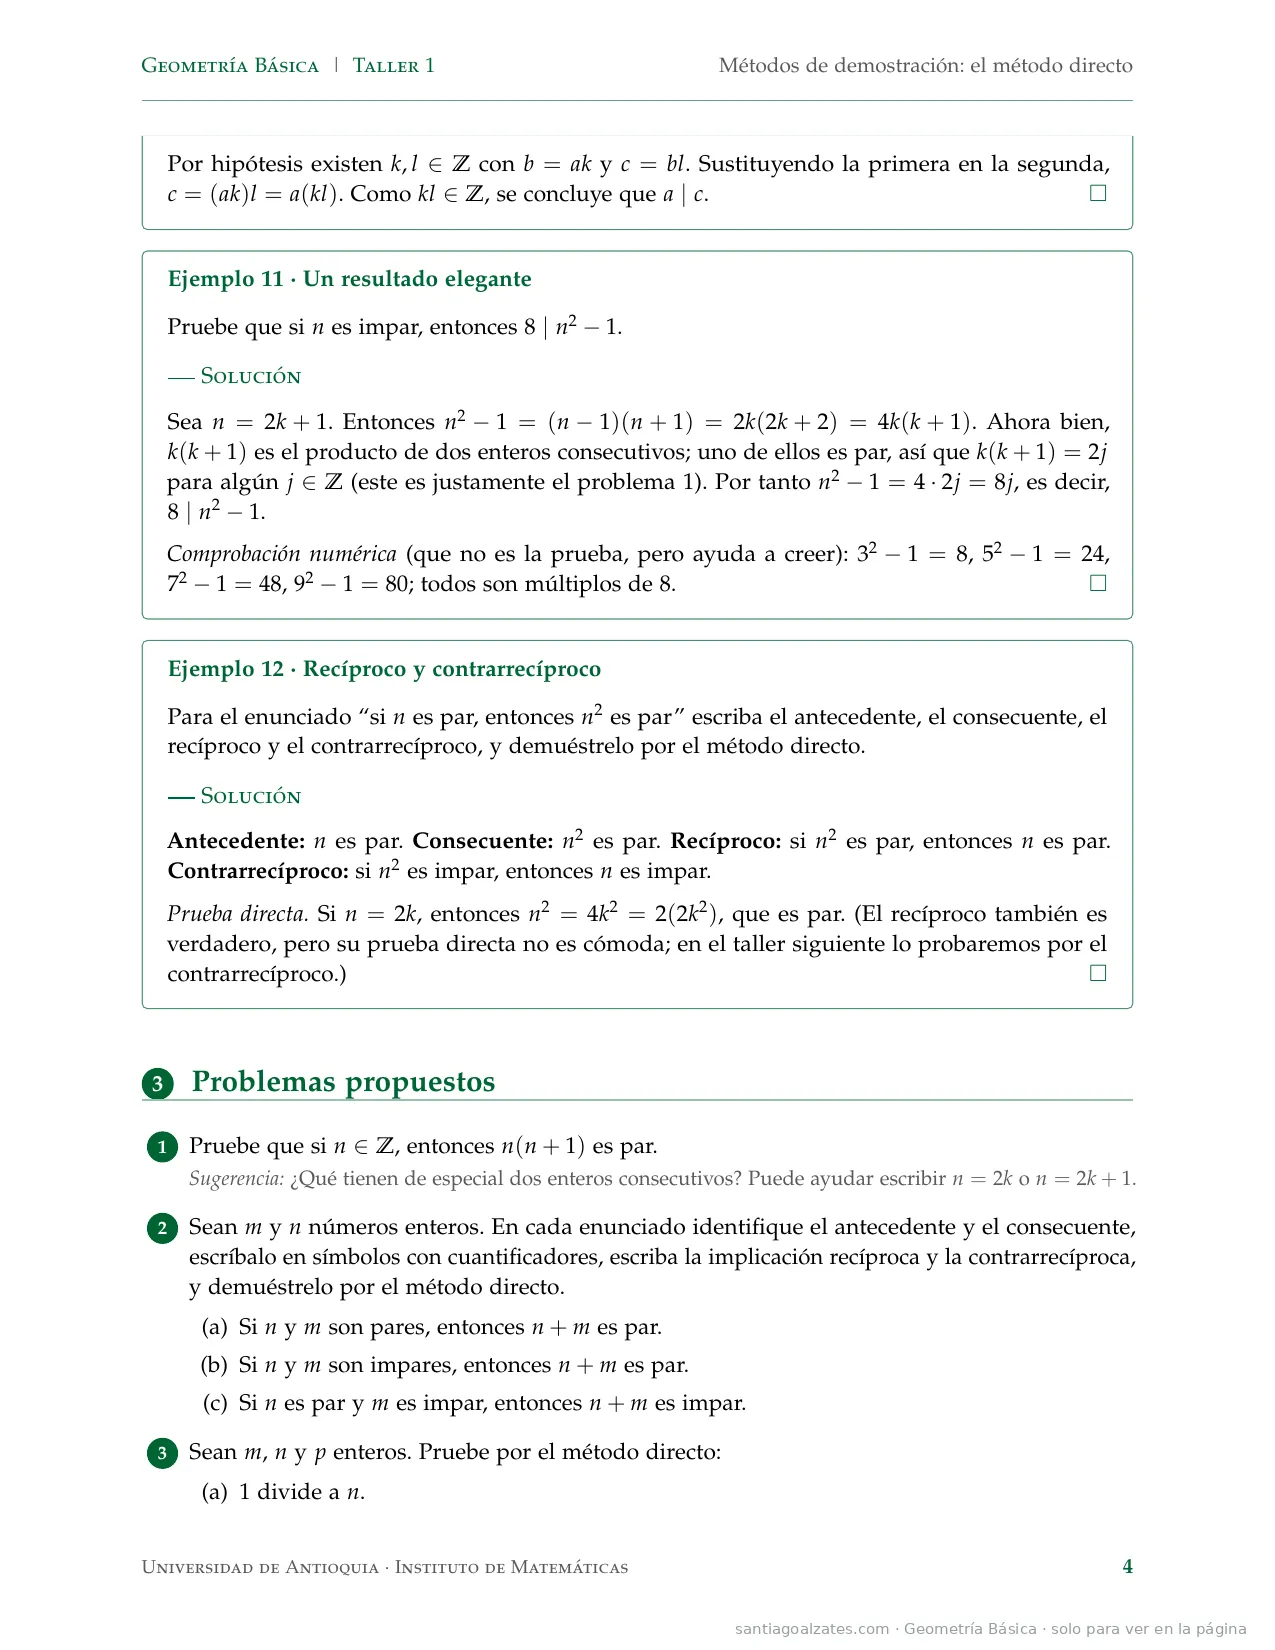 Geometría Básica | Taller 1
Métodos de demostración: el método directo
Por hipótesis existen k, l ∈ ℤ con b = ak y c = bl. Sustituyendo la primera en la segunda,
c = (ak)l = a(kl). Como kl ∈ ℤ, se concluye que a | c. □
Ejemplo 11 · Un resultado elegante
Pruebe que si n es impar, entonces 8 | n² − 1.
— Solución
Sea n = 2k + 1. Entonces n² − 1 = (n − 1)(n + 1) = 2k(2k + 2) = 4k(k + 1). Ahora bien,
k(k + 1) es el producto de dos enteros consecutivos; uno de ellos es par, así que k(k + 1) = 2j
para algún j ∈ ℤ (este es justamente el problema 1). Por tanto n² − 1 = 4 · 2j = 8j, es decir,
8 | n² − 1.
Comprobación numérica (que no es la prueba, pero ayuda a creer): 3² − 1 = 8, 5² − 1 = 24,
7² − 1 = 48, 9² − 1 = 80; todos son múltiplos de 8. □
Ejemplo 12 · Recíproco y contrarrecíproco
Para el enunciado “si n es par, entonces n² es par” escriba el antecedente, el consecuente, el
recíproco y el contrarrecíproco, y demuéstrelo por el método directo.
— Solución
Antecedente: n es par. Consecuente: n² es par. Recíproco: si n² es par, entonces n es par.
Contrarrecíproco: si n² es impar, entonces n es impar.
Prueba directa. Si n = 2k, entonces n² = 4k² = 2(2k²), que es par. (El recíproco también es
verdadero, pero su prueba directa no es cómoda; en el taller siguiente lo probaremos por el
contrarrecíproco.) □
3 Problemas propuestos
1 Pruebe que si n ∈ ℤ, entonces n(n + 1) es par.
Sugerencia: ¿Qué tienen de especial dos enteros consecutivos? Puede ayudar escribir n = 2k o n = 2k + 1.
2 Sean m y n números enteros. En cada enunciado identifique el antecedente y el consecuente,
escríbalo en símbolos con cuantificadores, escriba la implicación recíproca y la contrarrecíproca,
y demuéstrelo por el método directo.
(a) Si n y m son pares, entonces n + m es par.
(b) Si n y m son impares, entonces n + m es par.
(c) Si n es par y m es impar, entonces n + m es impar.
3 Sean m, n y p enteros. Pruebe por el método directo:
(a) 1 divide a n.
Universidad de Antioquia · Instituto de Matemáticas
4
santiagoalzates.com · Geometría Básica · solo para ver en la página